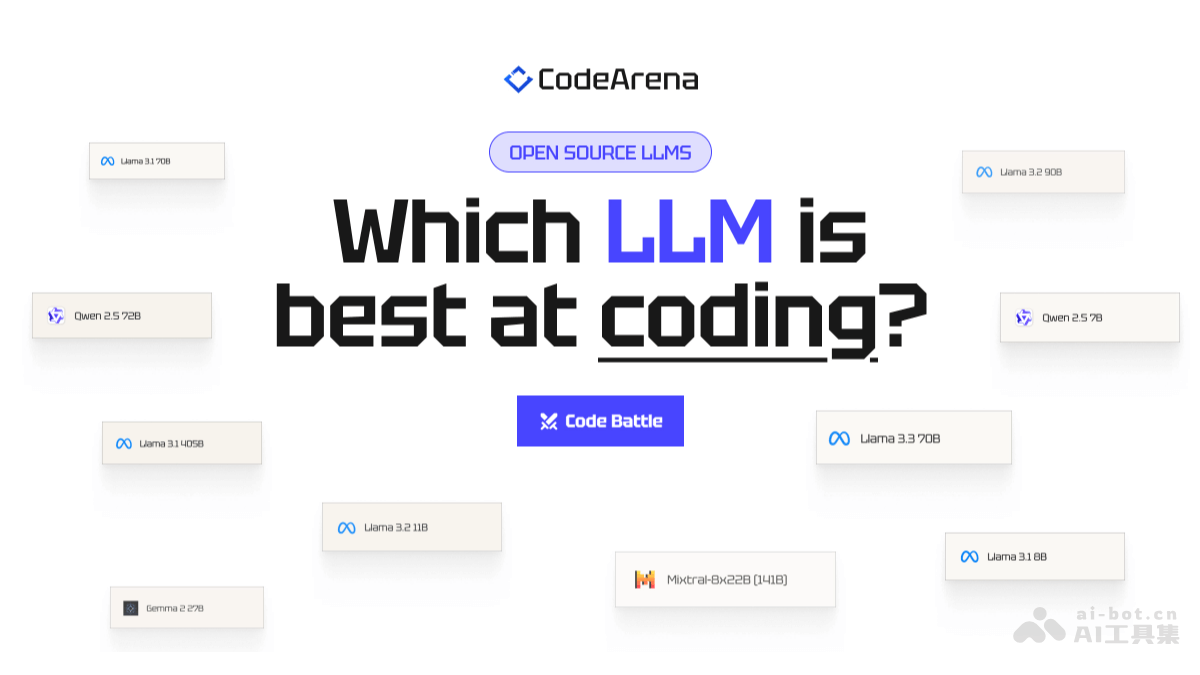 CodeArena
OPEN SOURCE LLMS
Llama 3.1 70B
Llama 3.2 90B
Which LLM is
best at coding?
Qwen 2.5 72B
Qwen 2.5 7B
Code Battle
Llama 3.1 405B
Llama 3.3 70B
Llama 3.2 11B
Llama 3.1 8B
Mixtral-8x22B (141B)
Gemma 2 27B
ai-bot.cn
AI工具集